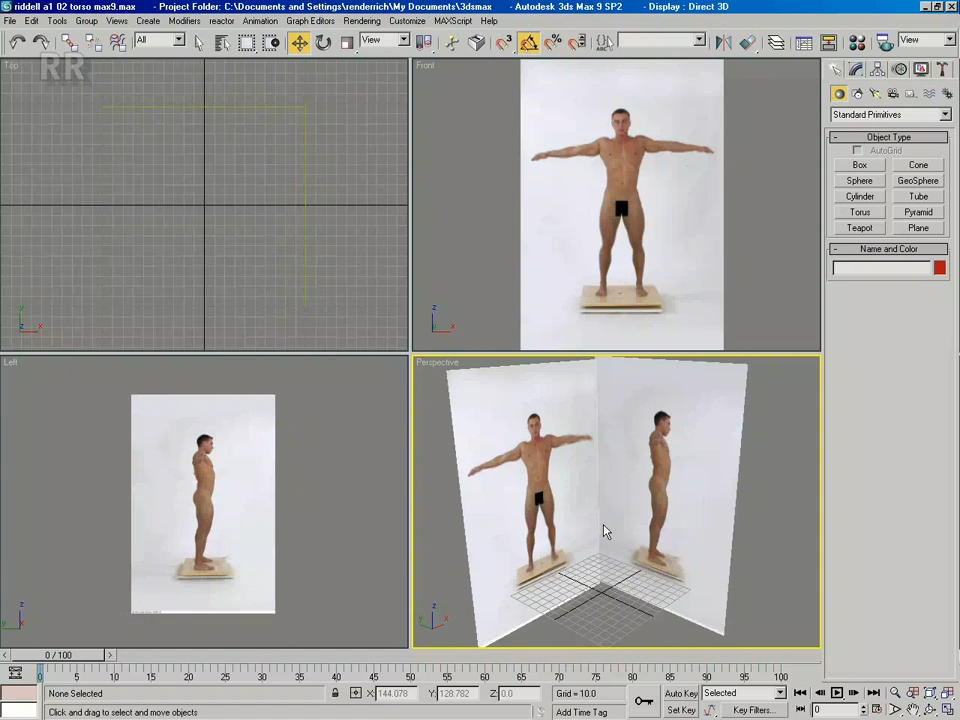 riddell a1 02 torso max9.max - Project Folder: C:\Documents and Settings\renderrich\My Documents\3dsmax - Autodesk 3ds Max 9 SP2 - Display : Direct 3D
File Edit Tools Group Views Create Modifiers reactor Animation Graph Editors Rendering Customize MAXScript Help
All View View
Top RR
Front
Standard Primitives
- Object Type
AutoGrid
Box Cone
Sphere GeoSphere
Cylinder Tube
Torus Pyramid
Teapot Plane
- Name and Color
Left
Perspective
x y z
0 / 100
0 5 10 15 20 25 30 35 40 45 50 55 60 65 70 75 80 85 90 95 100
None Selected X: 144.078 Y: 128.782 Z: 0.0 Grid = 10.0 Auto Key Selected
Click and drag to select and move objects Add Time Tag Set Key Key Filters... 0